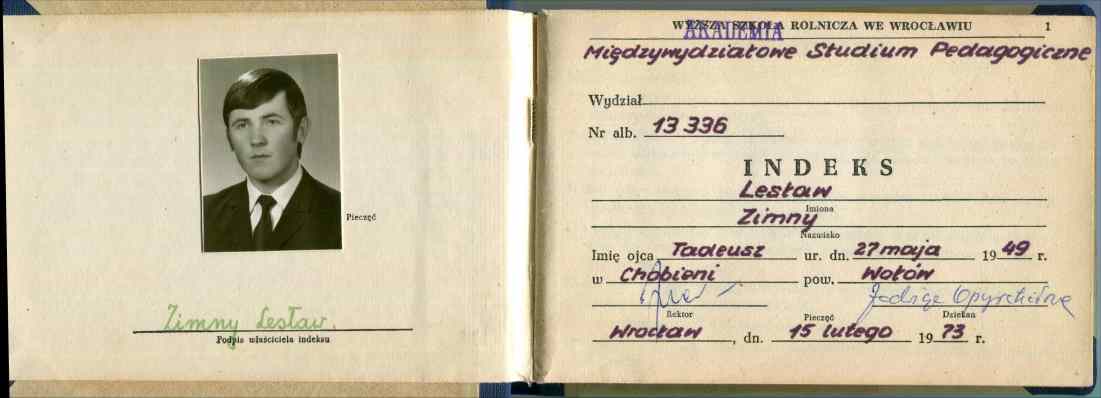 Pieczęć
Zimny Lesław
Podpis właściciela indeksu
WYŻSZA SZKOŁA ROLNICZA WE WROCŁAWIU 1
AKADEMIA
Międzywydziałowe Studium Pedagogiczne
Wydział
Nr alb. 13 336
INDEKS
Lesław
Imiona
Zimny
Nazwisko
Imię ojca Tadeusz ur. dn. 27 maja 1949 r.
w Chobieni pow. Wołów
Rektor Pieczęć Dziekan
Wrocław, dn. 15 lutego 1973 r.